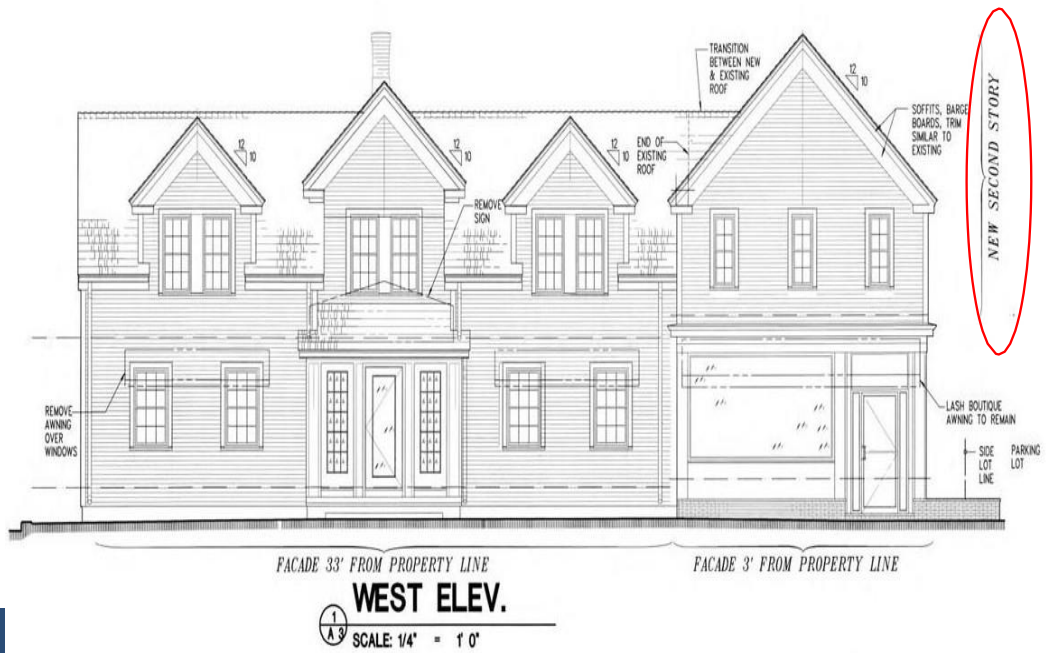 TRANSITION
BETWEEN NEW
& EXISTING
ROOF
12
10
12
10
12
10
12
10
SOFFITS, BARGE
BOARDS, TRIM
SIMILAR TO
EXISTING
NEW SECOND STORY
END OF
EXISTING
ROOF
REMOVE
SIGN
REMOVE
AWNING
OVER
WINDOWS
LASH BOUTIQUE
AWNING TO REMAIN
SIDE
LOT
LINE
PARKING
LOT
FACADE 33' FROM PROPERTY LINE
FACADE 3' FROM PROPERTY LINE
1
A 3
WEST ELEV.
SCALE: 1/4" = 1' 0"